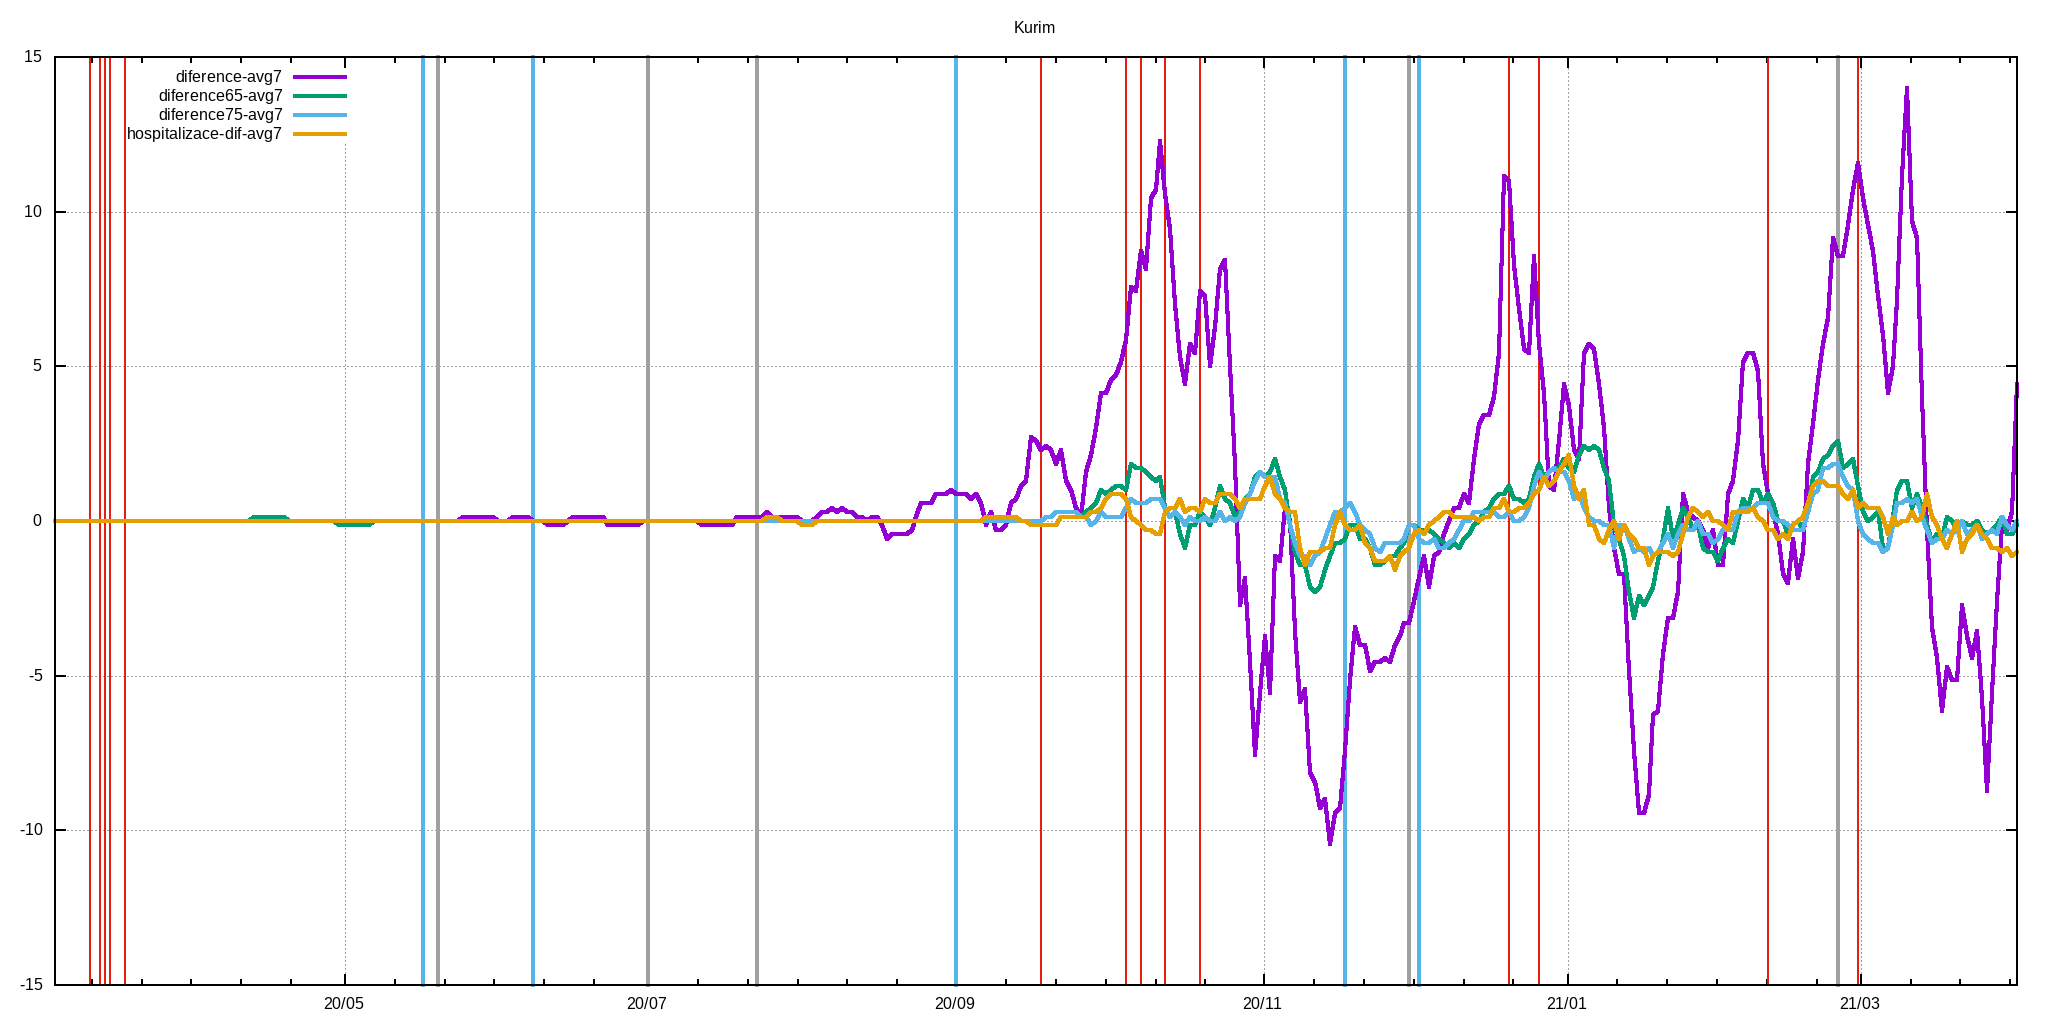 Kurim
diference-avg7
diference65-avg7
diference75-avg7
hospitalizace-dif-avg7
15
10
5
0
-5
-10
-15
20/05 20/07 20/09 20/11 21/01 21/03